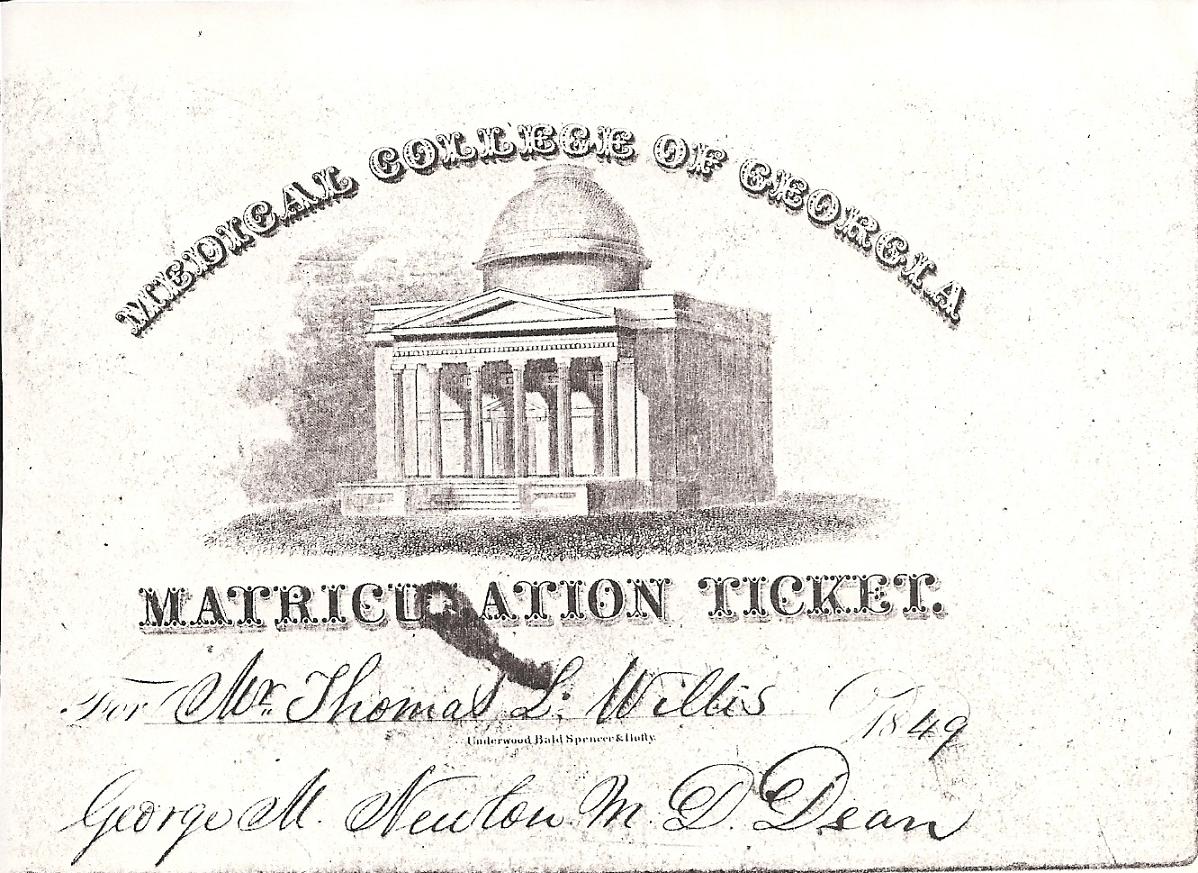 MEDICAL COLLEGE OF GEORGIA
MATRICULATION TICKET.
For Mr. Thomas L. Willis 1849
Underwood Bald Spencer & Hufty.
George M. Newton M. D. Dean